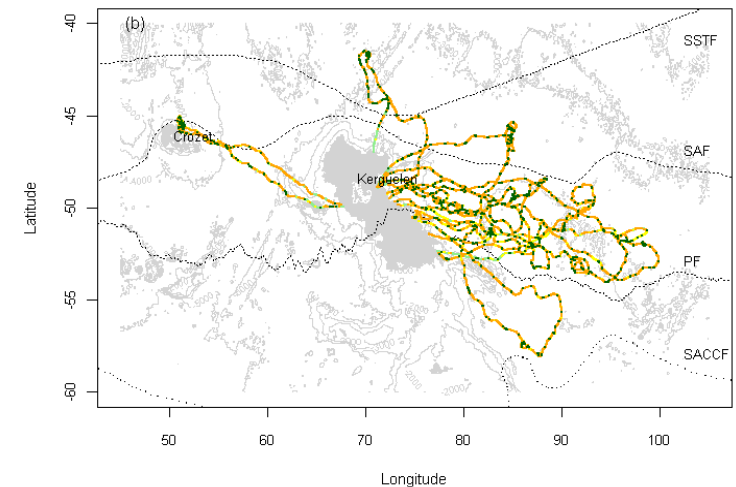 (b)
-40
SSTF
-45
Crozet
SAF
Kerguelen
-50
PF
-55
SACCF
-60
50 60 70 80 90 100
Latitude
Longitude
-2000